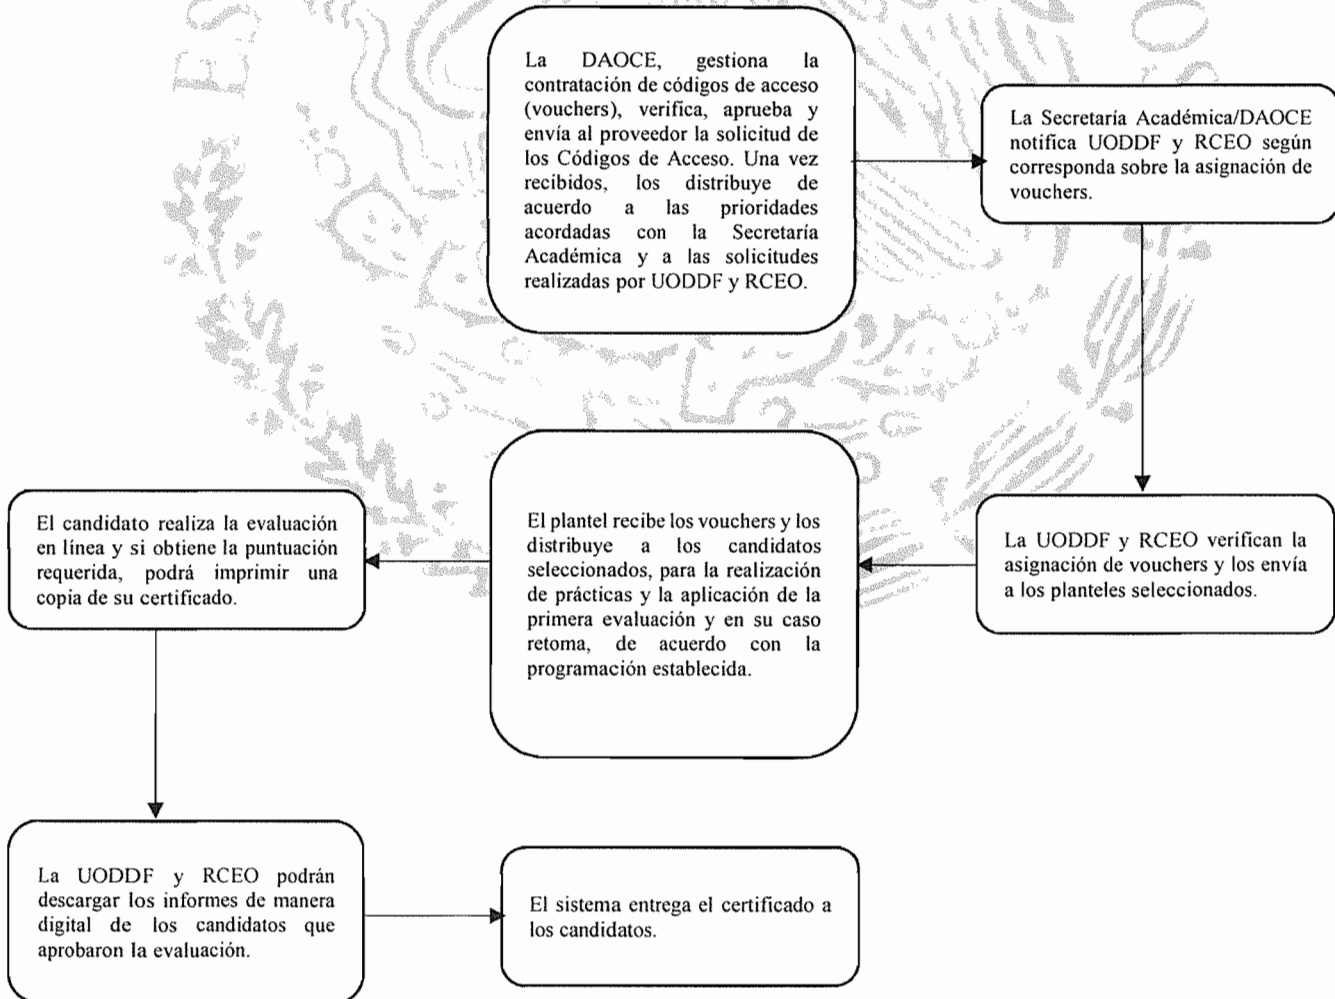 La DAOCE, gestiona la
contratación de códigos de acceso
(vouchers), verifica, aprueba y
envía al proveedor la solicitud de
los Códigos de Acceso. Una vez
recibidos, los distribuye de
acuerdo a las prioridades
acordadas con la Secretaría
Académica y a las solicitudes
realizadas por UODDF y RCEO.
La Secretaría Académica/DAOCE
notifica UODDF y RCEO según
corresponda sobre la asignación de
vouchers.
La UODDF y RCEO verifican la
asignación de vouchers y los envía
a los planteles seleccionados.
El plantel recibe los vouchers y los
distribuye a los candidatos
seleccionados, para la realización
de prácticas y la aplicación de la
primera evaluación y en su caso
retoma, de acuerdo con la
programación establecida.
El candidato realiza la evaluación
en línea y si obtiene la puntuación
requerida, podrá imprimir una
copia de su certificado.
La UODDF y RCEO podrán
descargar los informes de manera
digital de los candidatos que
aprobaron la evaluación.
El sistema entrega el certificado a
los candidatos.